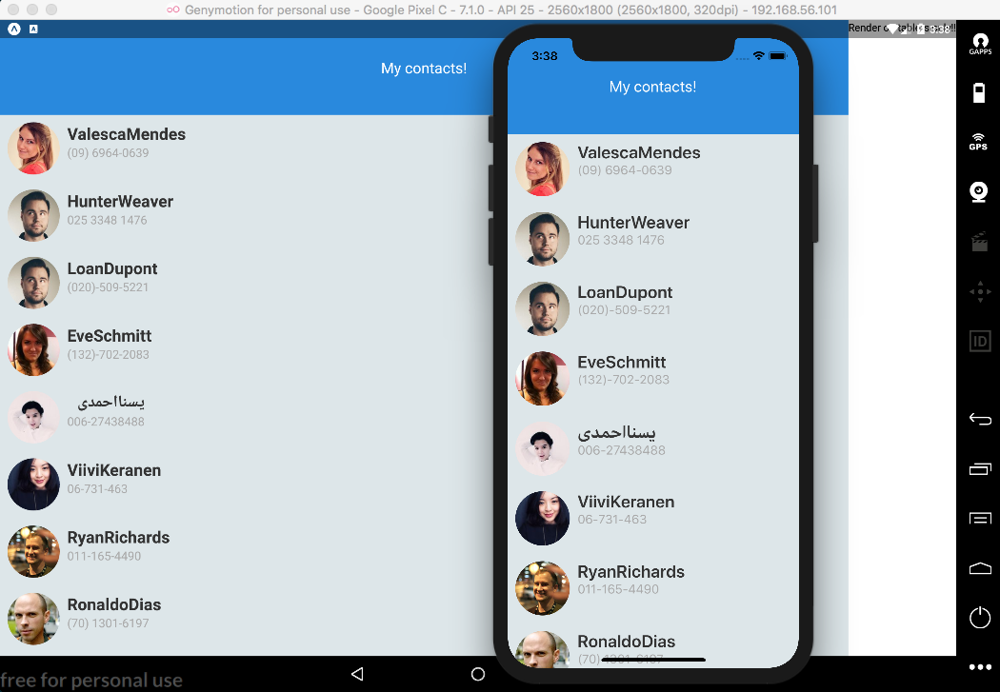 Genymotion for personal use - Google Pixel C - 7.1.0 - API 25 - 2560x1800 (2560x1800, 320dpi) - 192.168.56.101
My contacts!
ValescaMendes
(09) 6964-0639
HunterWeaver
025 3348 1476
LoanDupont
(020)-509-5221
EveSchmitt
(132)-702-2083
یسنااحمدی
006-27438488
ViiviKeranen
06-731-463
RyanRichards
011-165-4490
RonaldoDias
(70) 1301-6197
free for personal use
3:38
My contacts!
ValescaMendes
(09) 6964-0639
HunterWeaver
025 3348 1476
LoanDupont
(020)-509-5221
EveSchmitt
(132)-702-2083
یسنااحمدی
006-27438488
ViiviKeranen
06-731-463
RyanRichards
011-165-4490
RonaldoDias
(70) 1301-6197
Render 3:38
GAPPS
GPS
ID